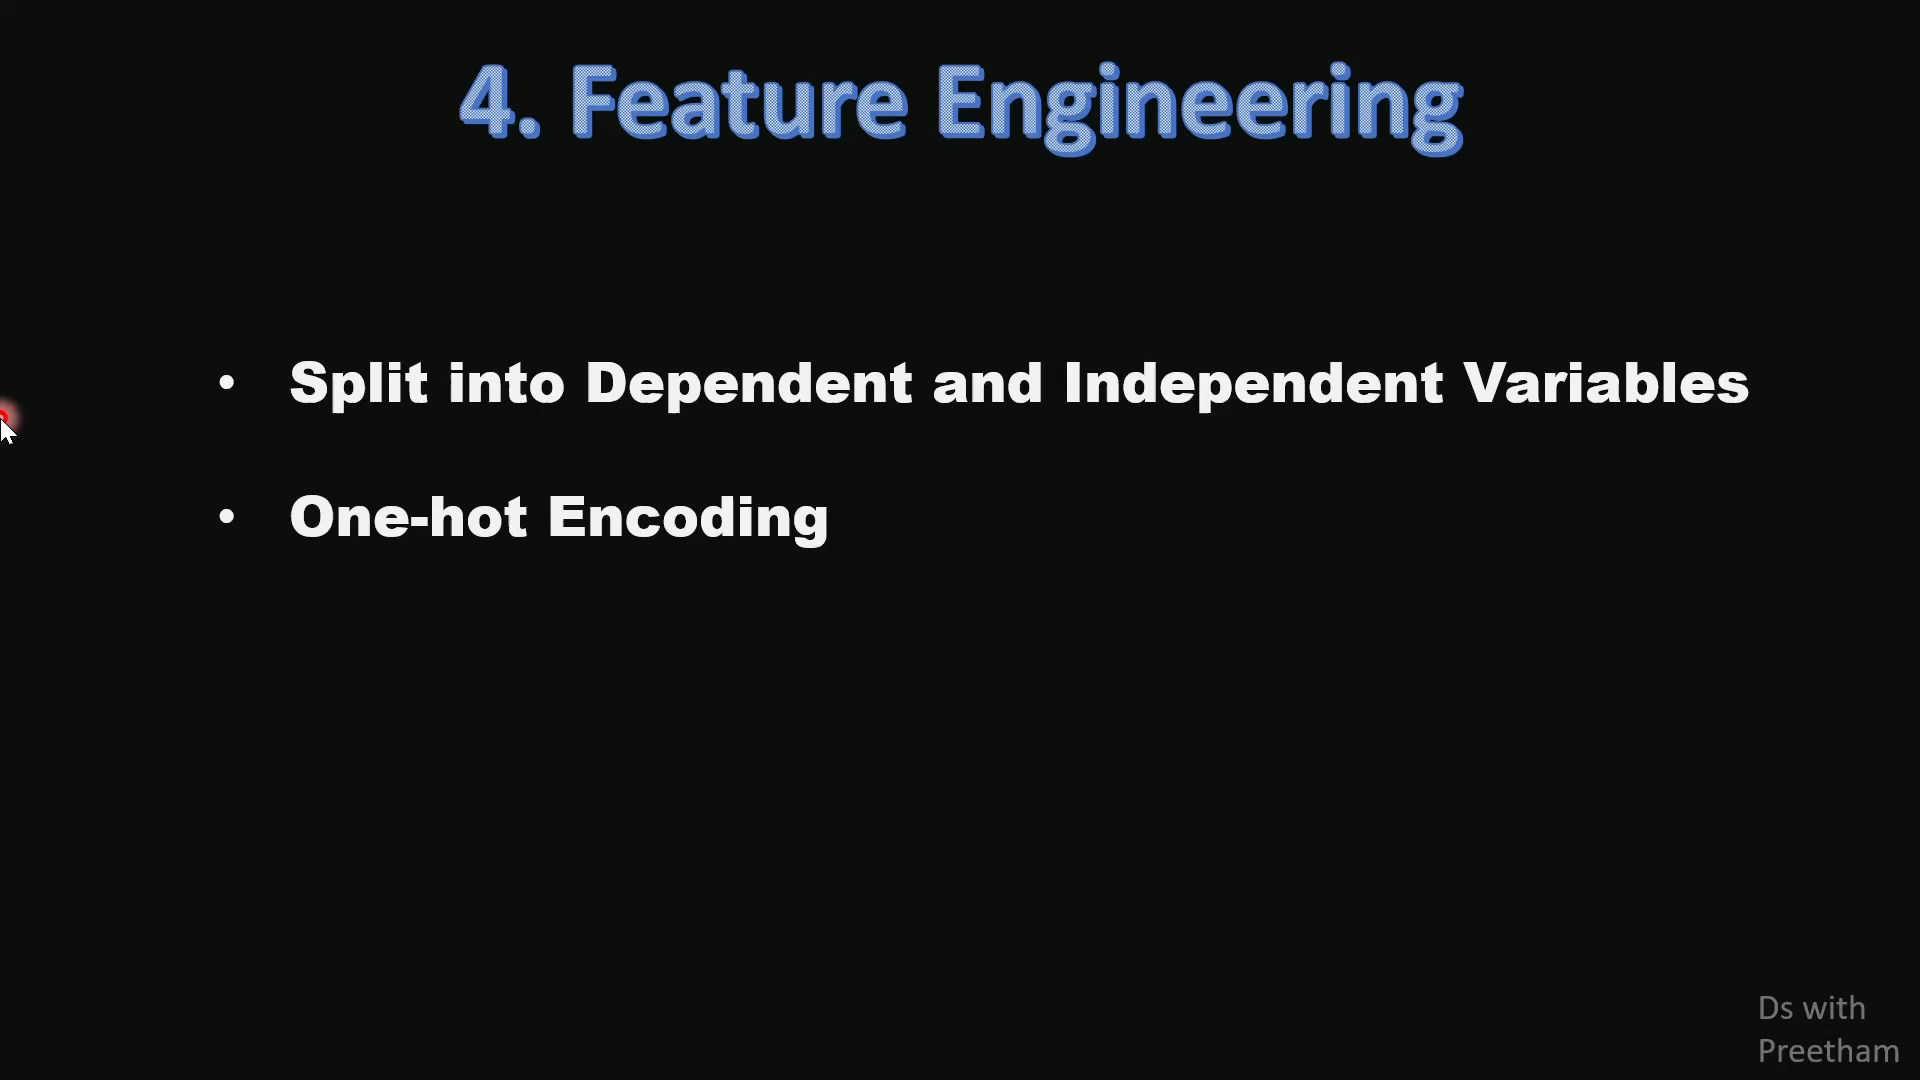 4. Feature Engineering
• Split into Dependent and Independent Variables
• One-hot Encoding
Ds with
Preetham